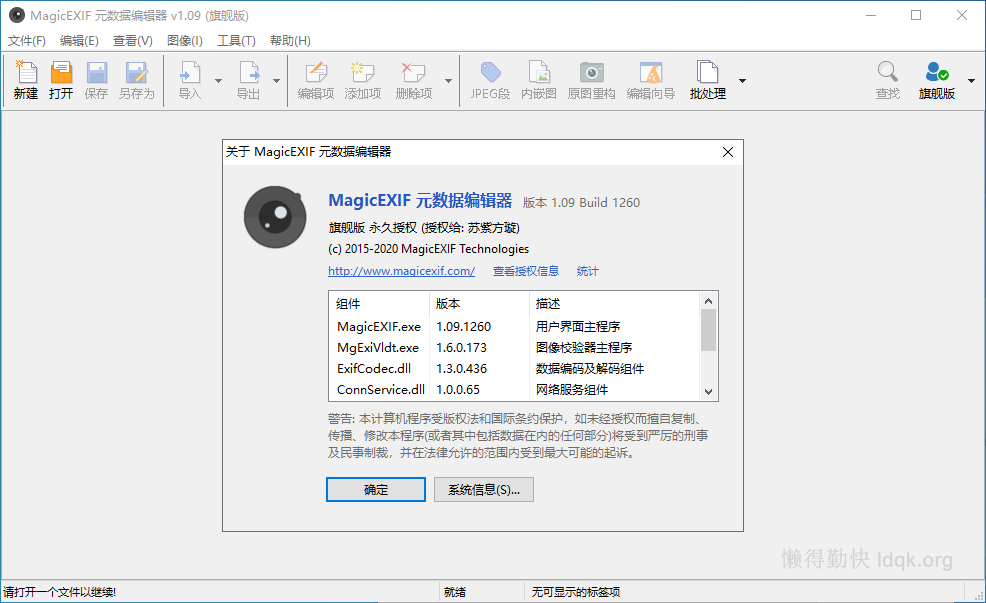 MagicEXIF 元数据编辑器 v1.09 (旗舰版)
文件(F) 编辑(E) 查看(V) 图像(I) 工具(T) 帮助(H)
新建 打开 保存 另存为 导入 导出 编辑项 添加项 删除项 JPEG段 内嵌图 原图重构 编辑向导 批处理 查找 旗舰版
关于 MagicEXIF 元数据编辑器
MagicEXIF 元数据编辑器 版本 1.09 Build 1260
旗舰版 永久授权 (授权给: 苏紫方璇)
(c) 2015-2020 MagicEXIF Technologies
http://www.magicexif.com/ 查看授权信息 统计
组件 版本 描述
MagicEXIF.exe 1.09.1260 用户界面主程序
MgExiVldt.exe 1.6.0.173 图像校验器主程序
ExifCodec.dll 1.3.0.436 数据编码及解码组件
ConnService.dll 1.0.0.65 网络服务组件
警告: 本计算机程序受版权法和国际条约保护，如未经授权而擅自复制、
传播、修改本程序(或者其中包括数据在内的任何部分)将受到严厉的刑事
及民事制裁，并在法律允许的范围内受到最大可能的起诉。
确定 系统信息(S)...
懒得勤快 ldqk.org
请打开一个文件以继续! 就绪 无可显示的标签项